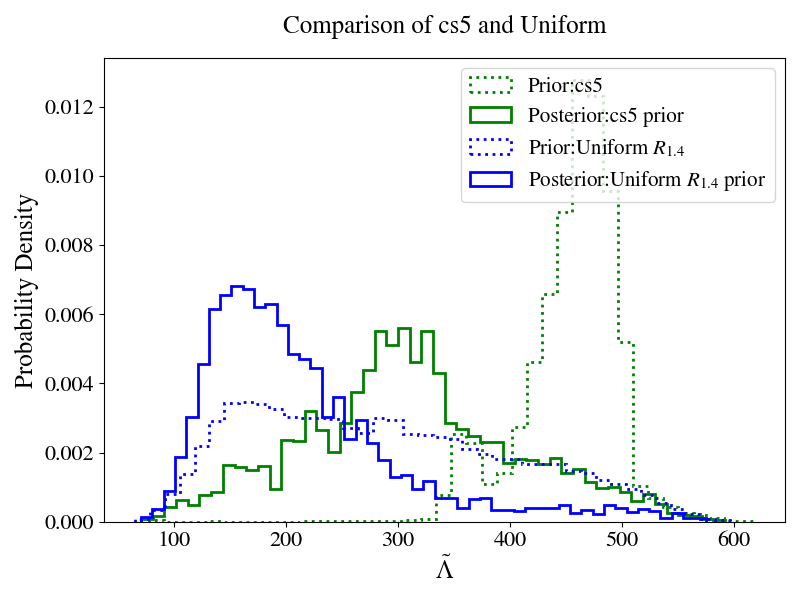 Comparison of cs5 and Uniform
Prior:cs5
Posterior:cs5 prior
Prior:Uniform R₁.₄
Posterior:Uniform R₁.₄ prior
Probability Density
0.012
0.010
0.008
0.006
0.004
0.002
0.000
100 200 300 400 500 600
Λ̃